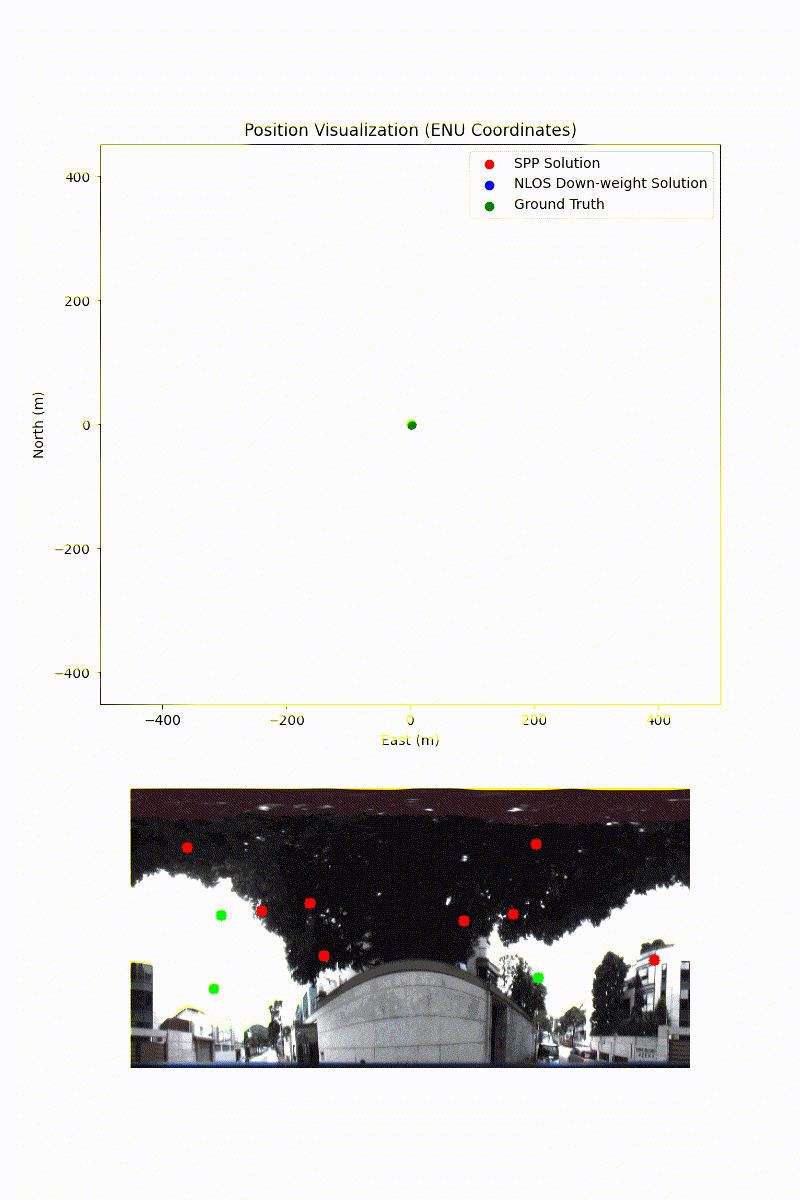 Position Visualization (ENU Coordinates)
SPP Solution
NLOS Down-weight Solution
Ground Truth
400
200
0
−200
−400
North (m)
−400 −200 0 200 400
East (m)